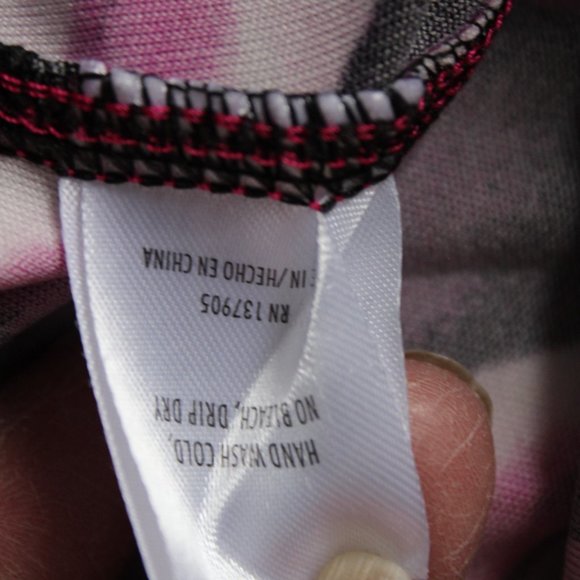 HAND WASH COLD,
NO BLEACH, DRIP DRY
RN 137905
E IN/HECHO EN CHINA